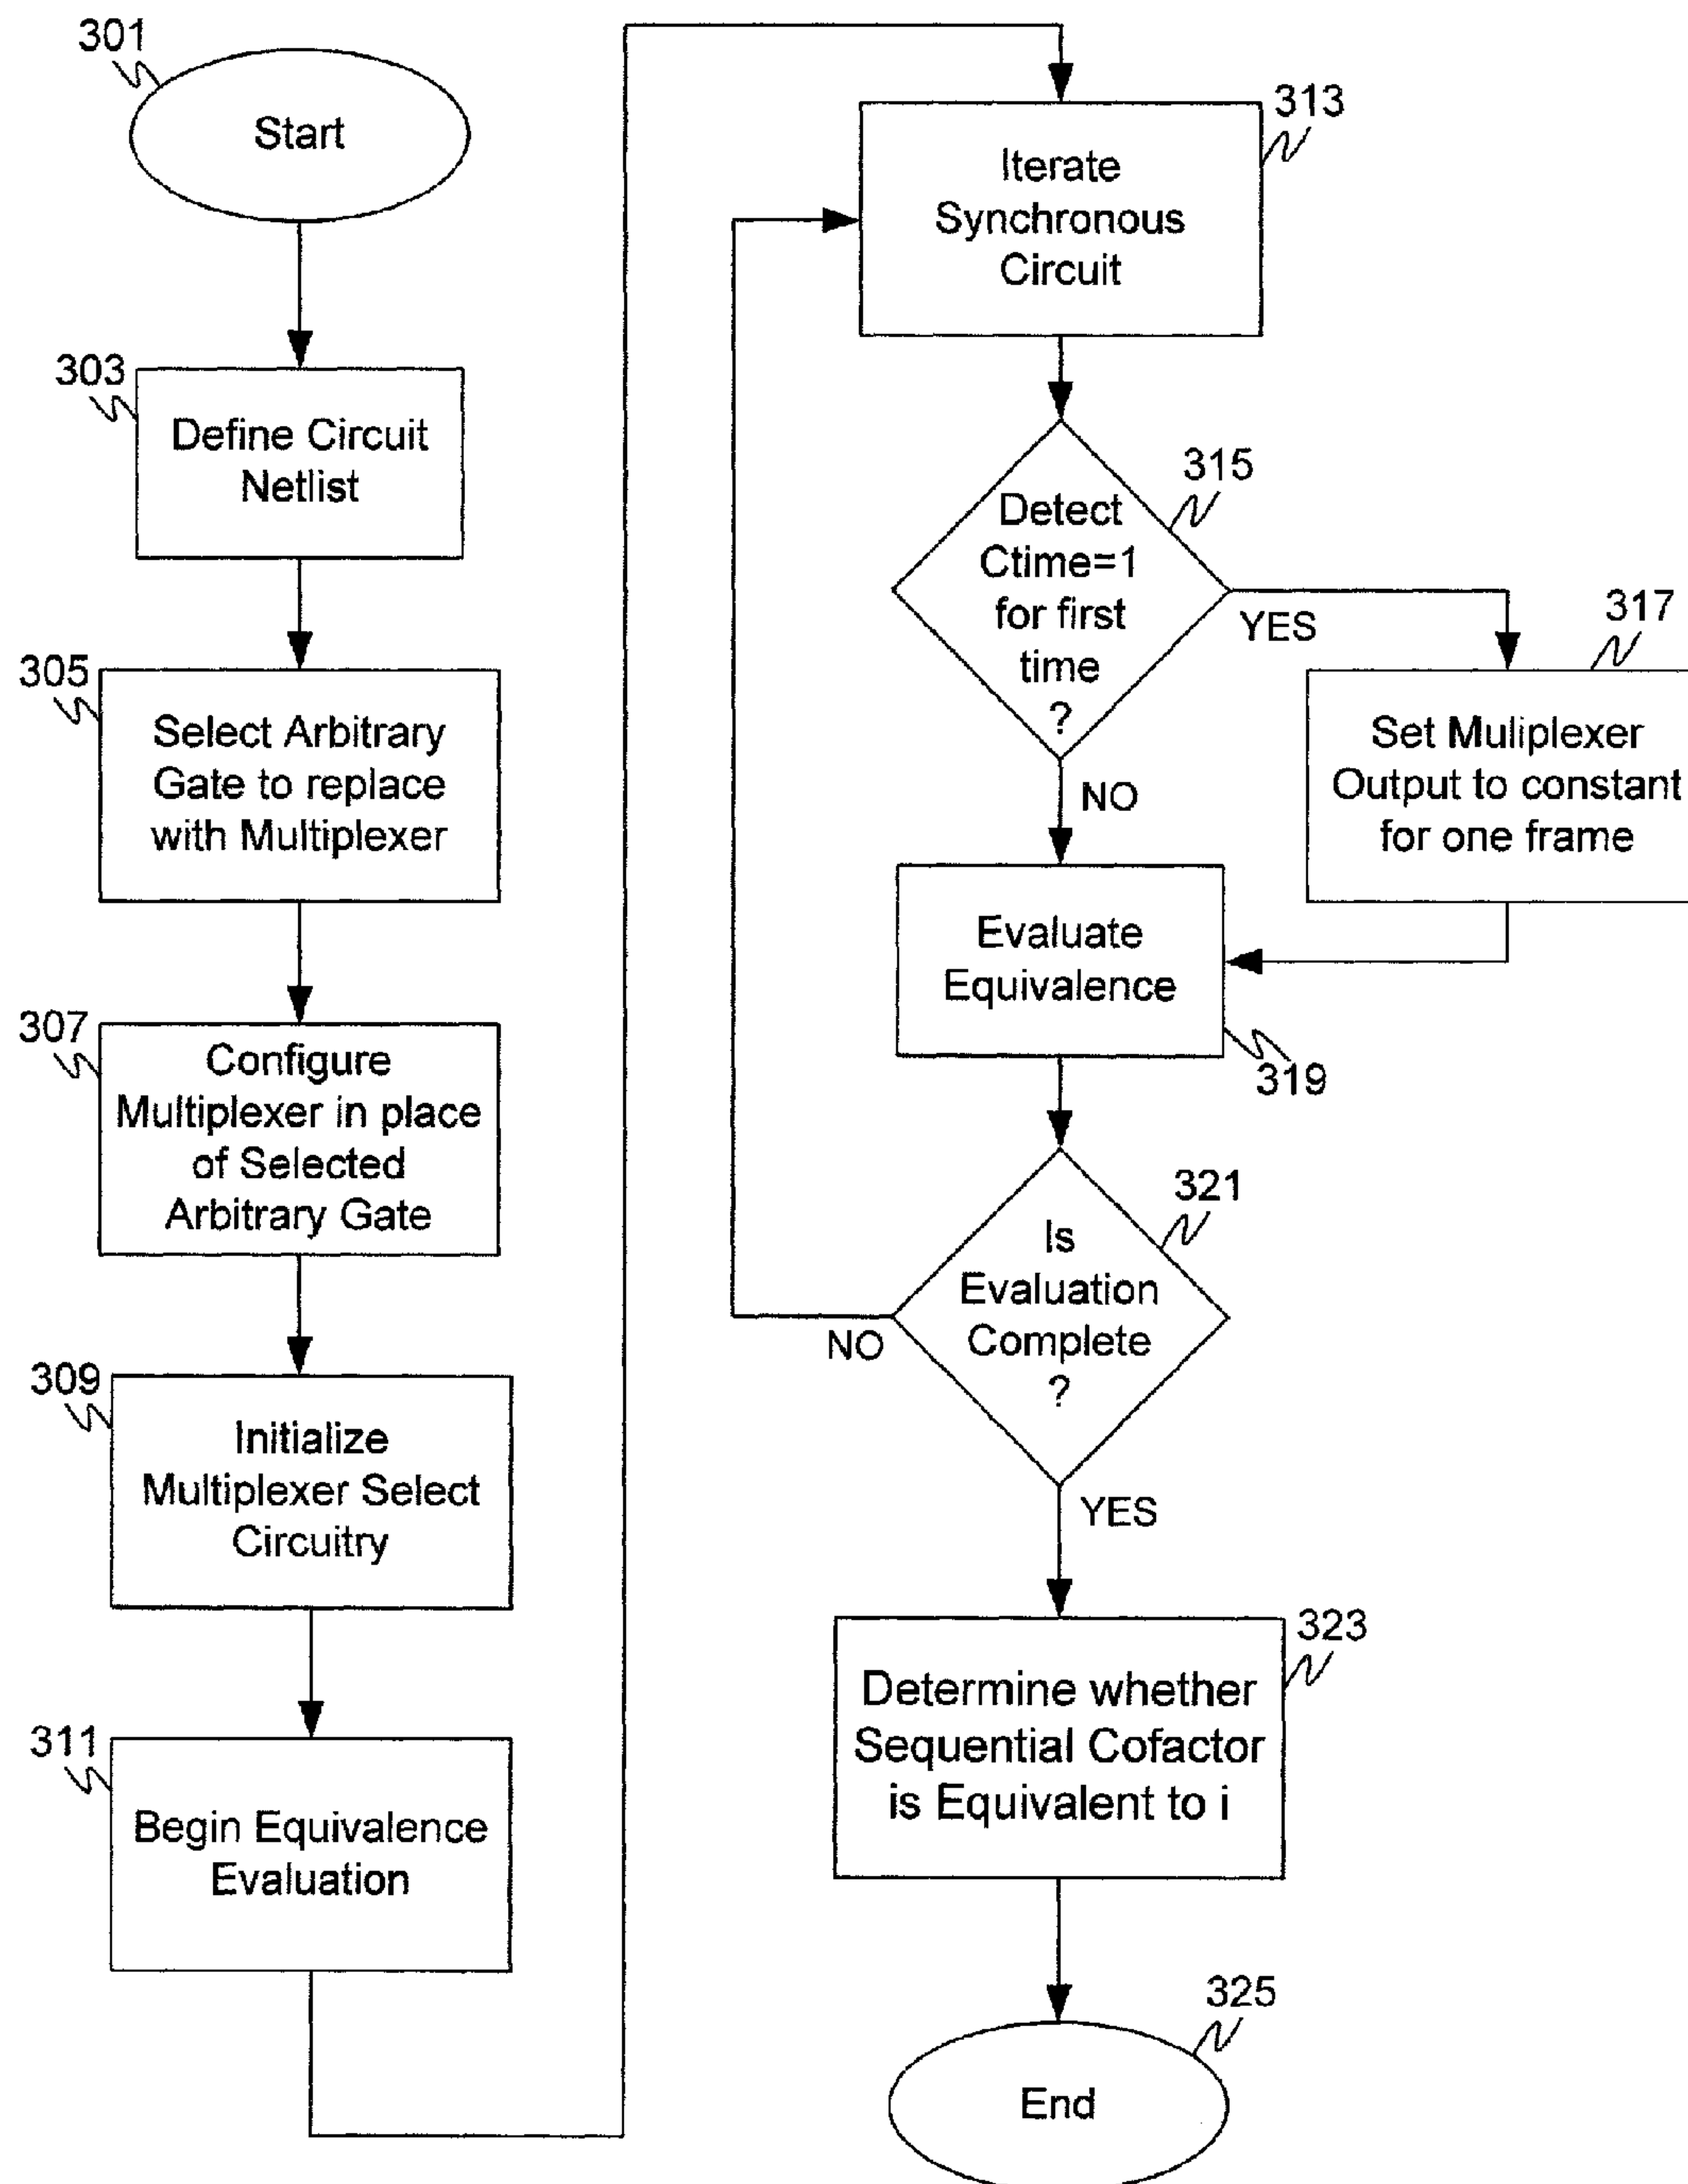 301
Start
303
Define Circuit
Netlist
305
Select Arbitrary
Gate to replace
with Multiplexer
307
Configure
Multiplexer in place
of Selected
Arbitrary Gate
309
Initialize
Multiplexer Select
Circuitry
311
Begin Equivalence
Evaluation
313
Iterate
Synchronous
Circuit
315
Detect
Ctime=1
for first
time
?
YES
NO
317
Set Muliplexer
Output to constant
for one frame
Evaluate
Equivalence
319
321
Is
Evaluation
Complete
?
NO
YES
323
Determine whether
Sequential Cofactor
is Equivalent to i
325
End